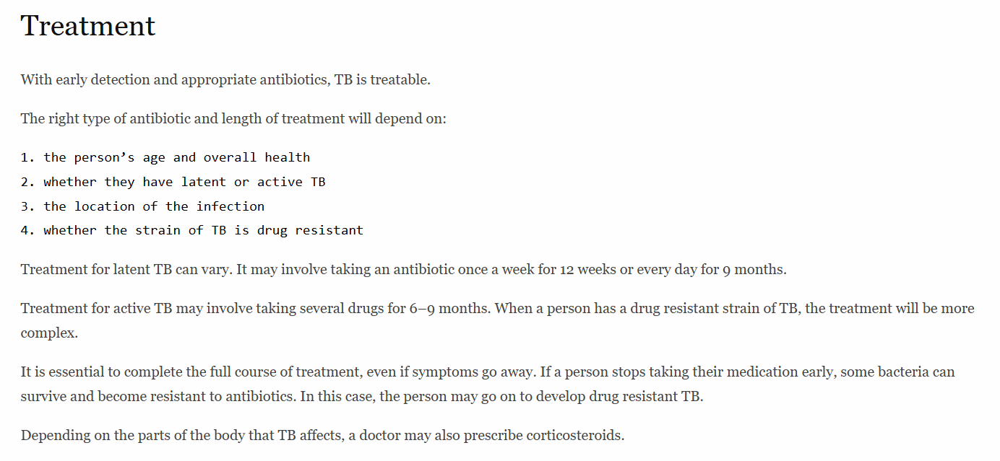 Treatment
With early detection and appropriate antibiotics, TB is treatable.
The right type of antibiotic and length of treatment will depend on:
1. the person’s age and overall health
2. whether they have latent or active TB
3. the location of the infection
4. whether the strain of TB is drug resistant
Treatment for latent TB can vary. It may involve taking an antibiotic once a week for 12 weeks or every day for 9 months.
Treatment for active TB may involve taking several drugs for 6–9 months. When a person has a drug resistant strain of TB, the treatment will be more
complex.
It is essential to complete the full course of treatment, even if symptoms go away. If a person stops taking their medication early, some bacteria can
survive and become resistant to antibiotics. In this case, the person may go on to develop drug resistant TB.
Depending on the parts of the body that TB affects, a doctor may also prescribe corticosteroids.